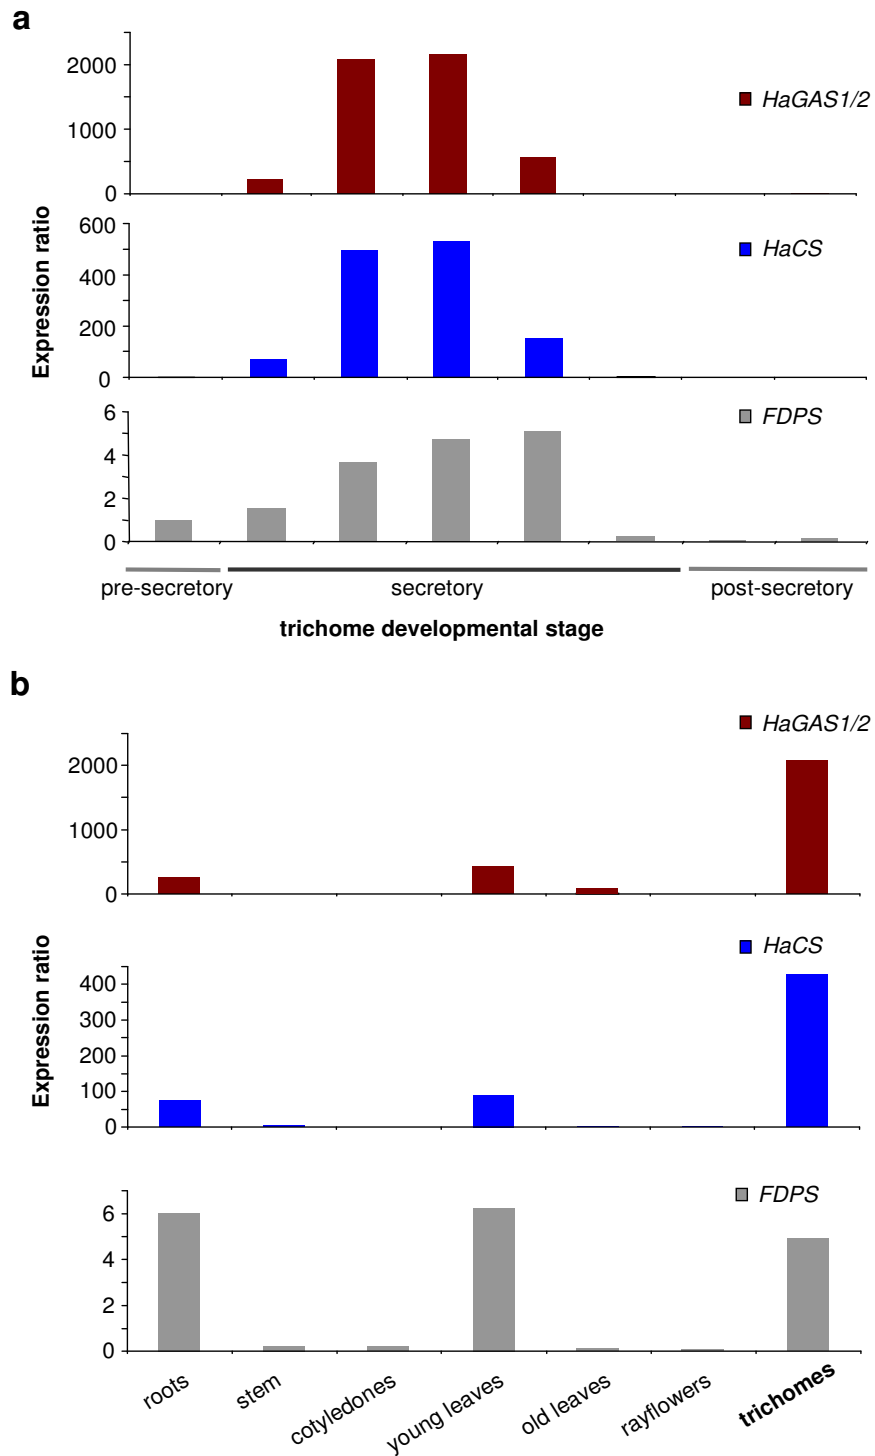 a
2000
1000
0
HaGAS1/2
600
400
200
0
HaCS
6
4
2
0
FDPS
Expression ratio
pre-secretory secretory post-secretory
trichome developmental stage
b
2000
1000
0
HaGAS1/2
400
300
200
100
0
HaCS
6
4
2
0
FDPS
Expression ratio
roots
stem
cotyledones
young leaves
old leaves
rayflowers
trichomes